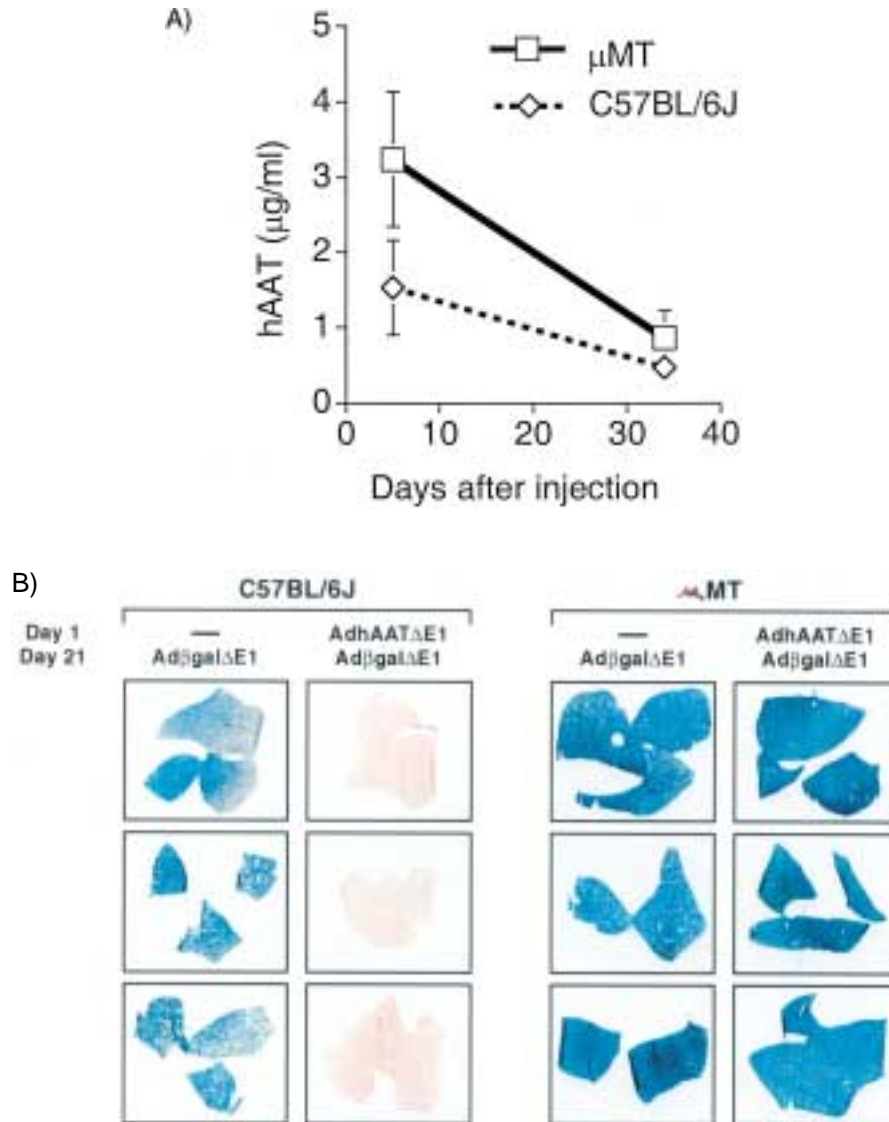 A)
5
4
3
2
1
0
hAAT (μg/ml)
μMT
C57BL/6J
0 10 20 30 40
Days after injection
B)
C57BL/6J
μMT
Day 1 — AdhAATΔE1 — AdhAATΔE1
Day 21 AdβgalΔE1 AdβgalΔE1 AdβgalΔE1 AdβgalΔE1